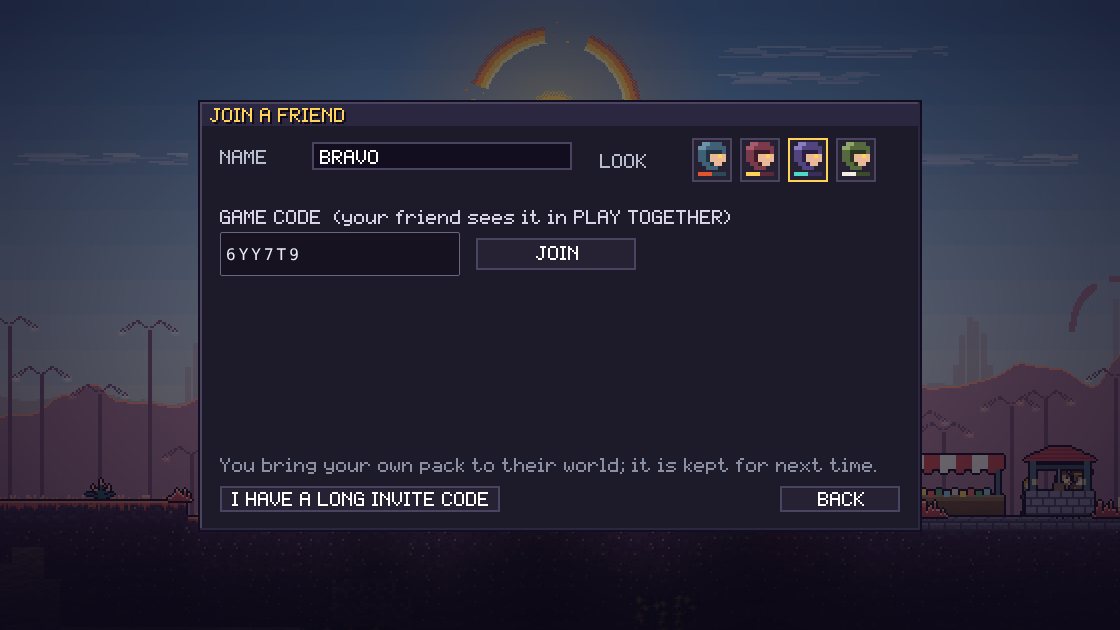 JOIN A FRIEND
NAME BRAVO LOOK
GAME CODE (your friend sees it in PLAY TOGETHER)
6YY7T9 JOIN
You bring your own pack to their world; it is kept for next time.
I HAVE A LONG INVITE CODE BACK